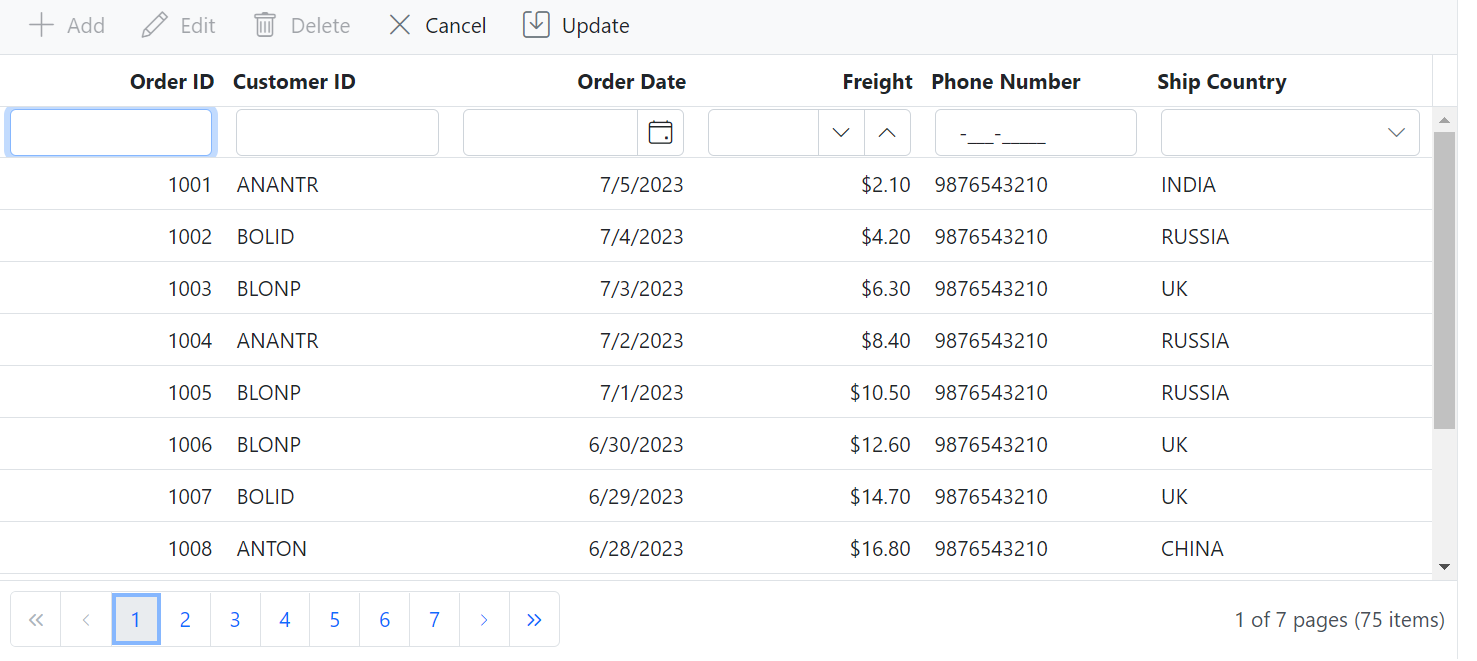 Add Edit Delete Cancel Update
Order ID Customer ID Order Date Freight Phone Number Ship Country
-___-_____
1001 ANANTR 7/5/2023 $2.10 9876543210 INDIA
1002 BOLID 7/4/2023 $4.20 9876543210 RUSSIA
1003 BLONP 7/3/2023 $6.30 9876543210 UK
1004 ANANTR 7/2/2023 $8.40 9876543210 RUSSIA
1005 BLONP 7/1/2023 $10.50 9876543210 RUSSIA
1006 BLONP 6/30/2023 $12.60 9876543210 UK
1007 BOLID 6/29/2023 $14.70 9876543210 UK
1008 ANTON 6/28/2023 $16.80 9876543210 CHINA
1 2 3 4 5 6 7 1 of 7 pages (75 items)